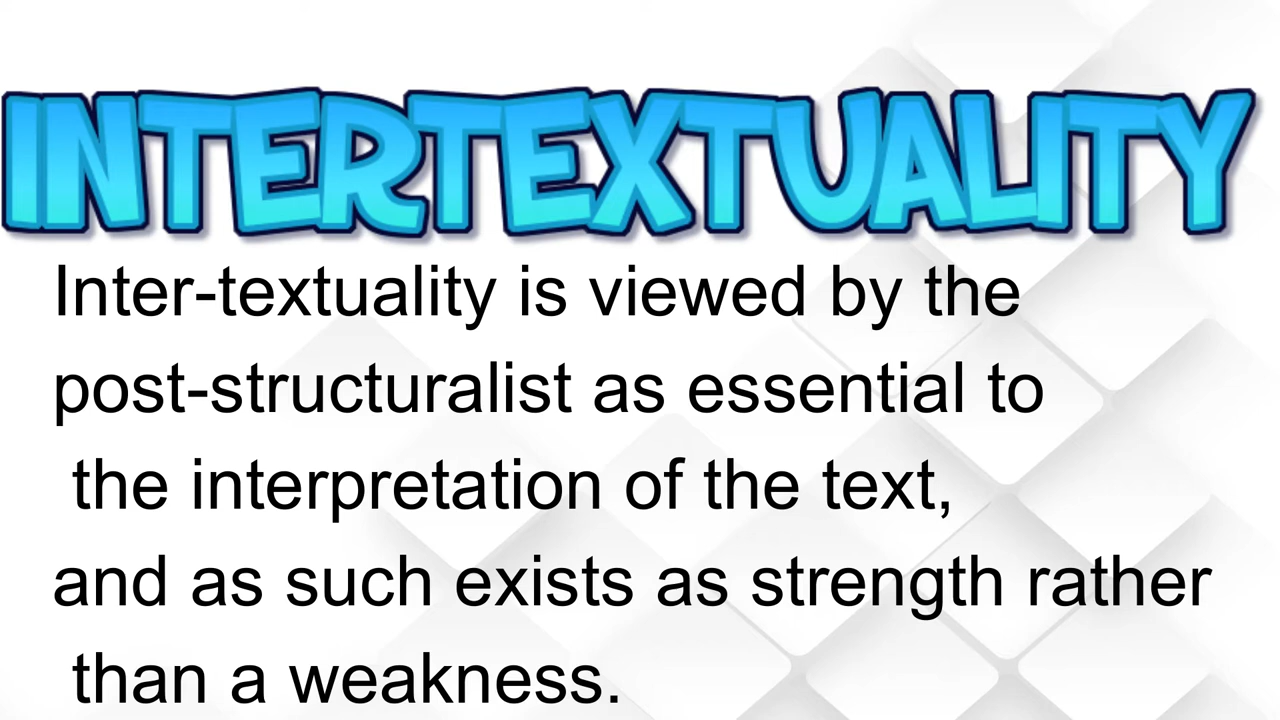 INTERTEXTUALITY
Inter-textuality is viewed by the
post-structuralist as essential to
the interpretation of the text,
and as such exists as strength rather
than a weakness.